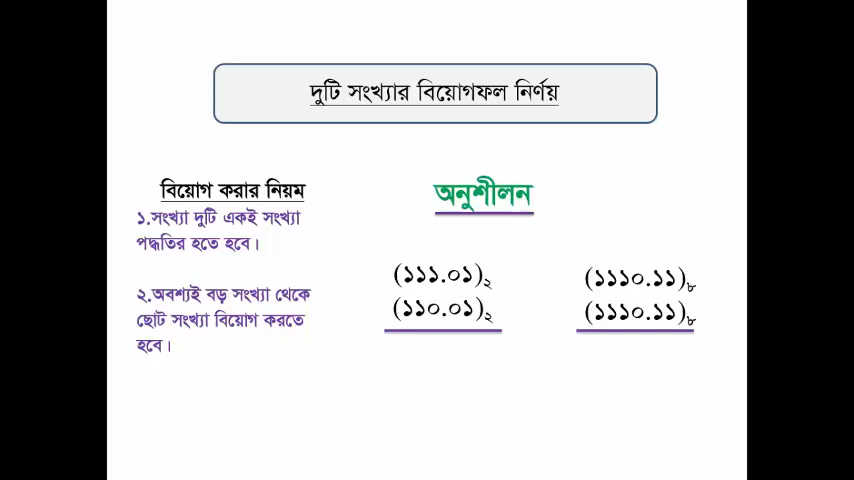 দুটি সংখ্যার বিয়োগফল নির্ণয়
বিয়োগ করার নিয়ম
১.সংখ্যা দুটি একই সংখ্যা
পদ্ধতির হতে হবে।
২.অবশ্যই বড় সংখ্যা থেকে
ছোট সংখ্যা বিয়োগ করতে
হবে।
অনুশীলন
(১১১.০১)২
(১১০.০১)২
(১১১০.১১)৮
(১১১০.১১)৮